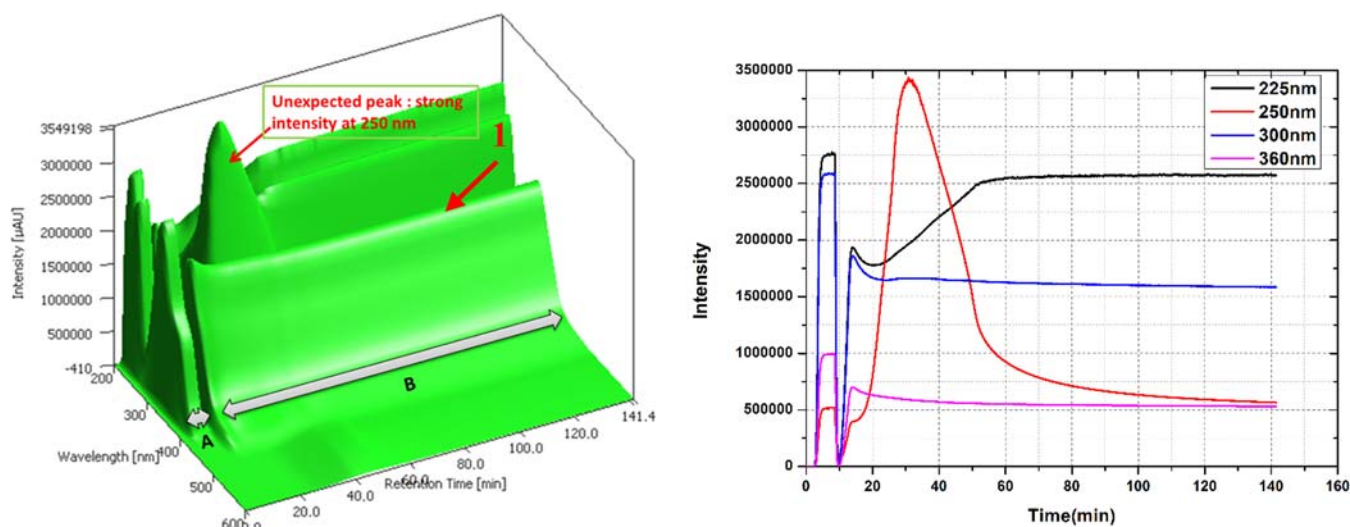 Unexpected peak : strong
intensity at 250 nm
1
3549198
3000000
2500000
2000000
1500000
1000000
500000
-410
Intensity [µAU]
200
300
400
500
600
Wavelength [nm]
A
B
20.0
40.0
60.0
80.0
100.0
120.0
141.4
Retention Time [min]
225nm
250nm
300nm
360nm
3500000
3000000
2500000
2000000
1500000
1000000
500000
0
Intensity
0 20 40 60 80 100 120 140 160
Time(min)